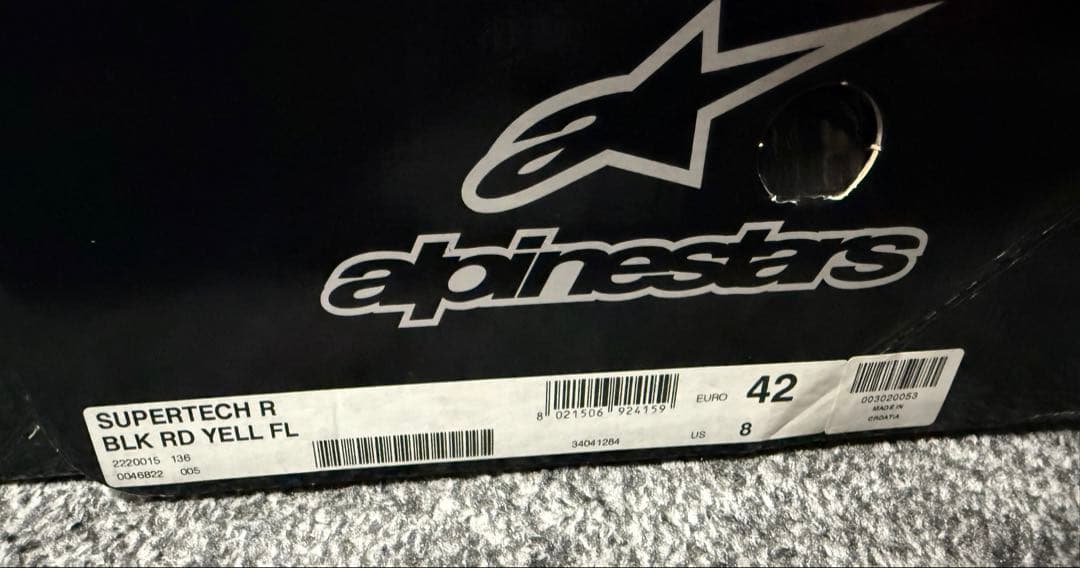 a
alpinestars
SUPERTECH R
BLK RD YELL FL
2220015 136
0046822 005
8 021506 924159
34041284
EURO 42
US 8
003020053
MADE IN
CROATIA